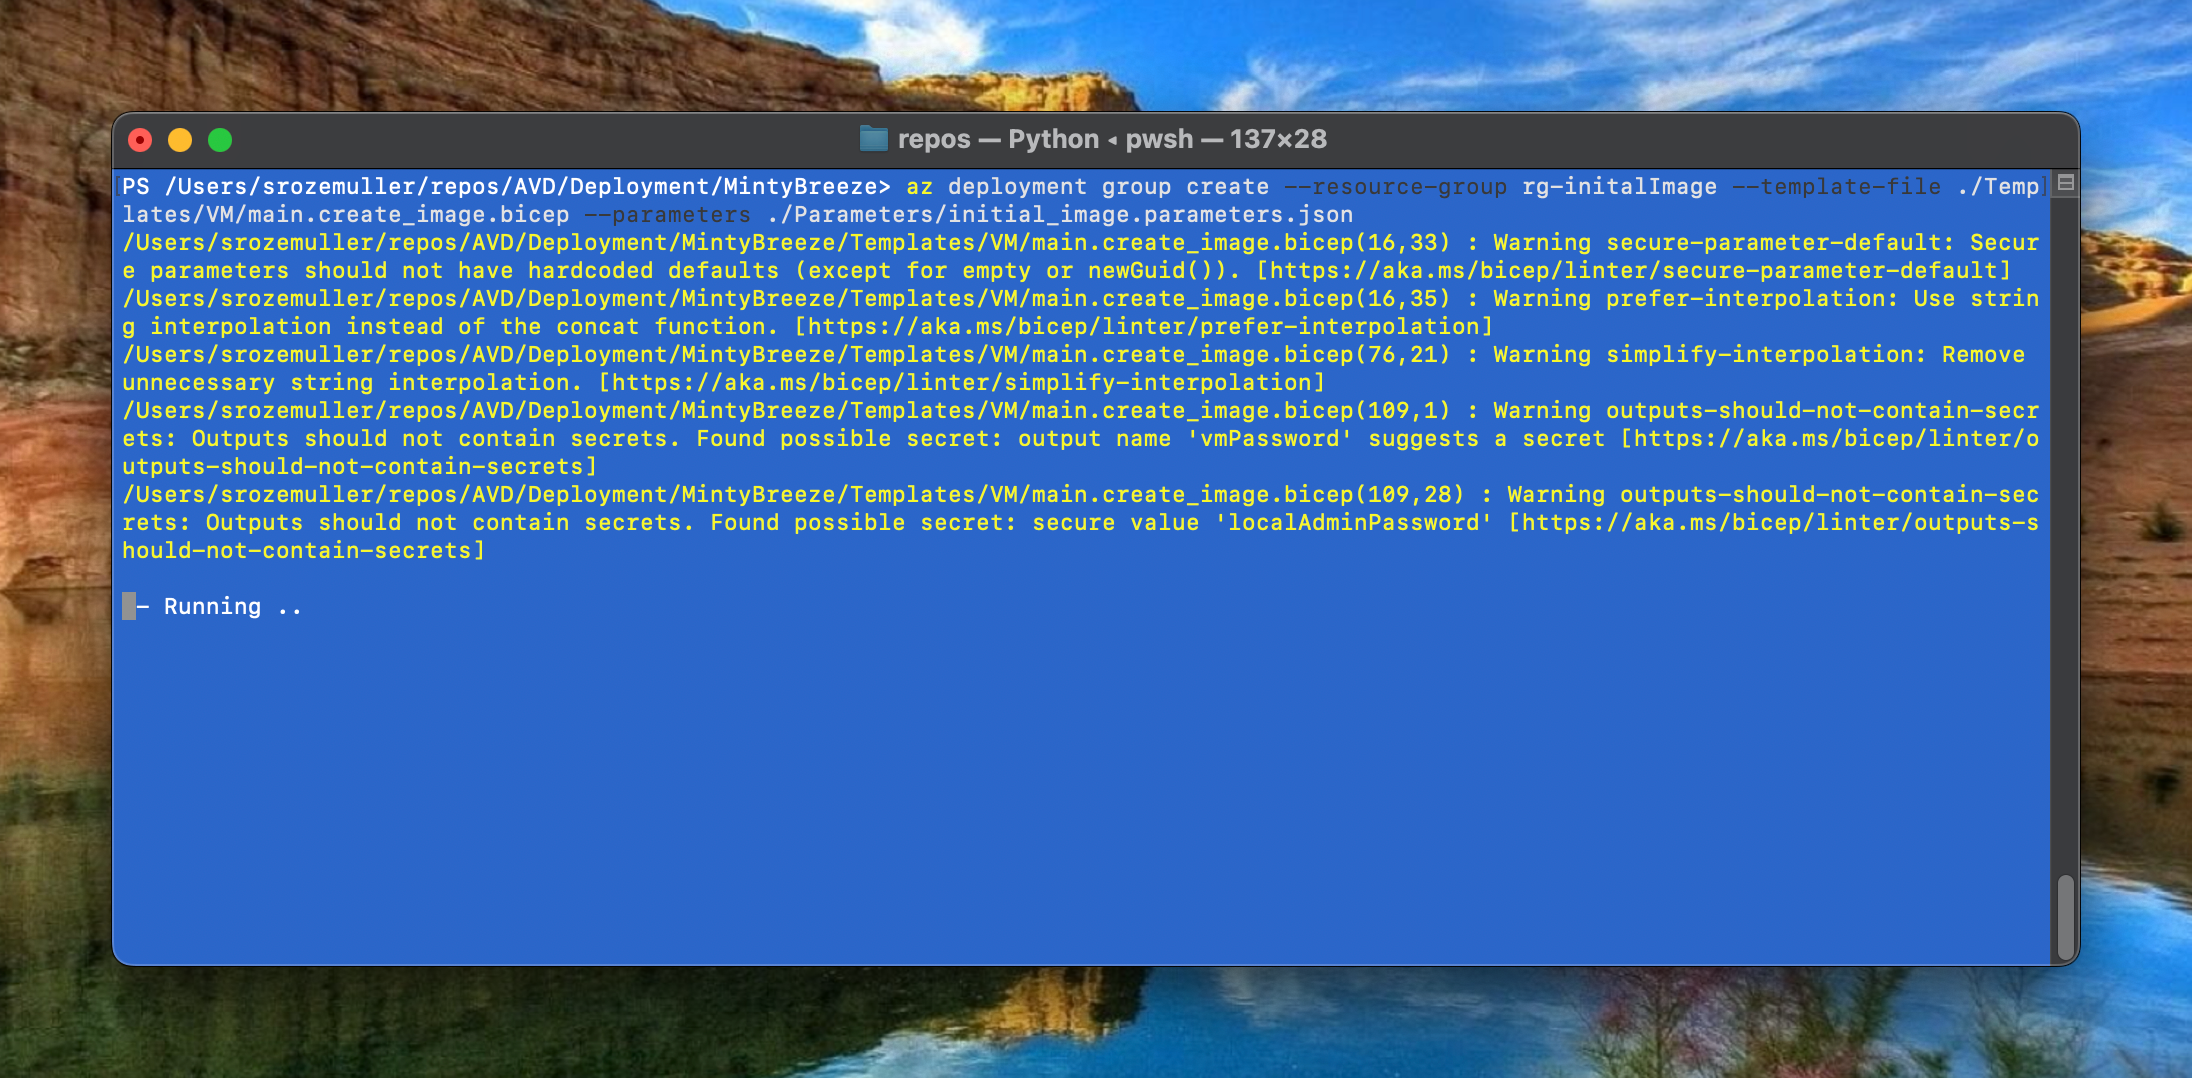 repos — Python ◂ pwsh — 137×28
PS /Users/srozemuller/repos/AVD/Deployment/MintyBreeze> az deployment group create --resource-group rg-initalImage --template-file ./Temp
lates/VM/main.create_image.bicep --parameters ./Parameters/initial_image.parameters.json
/Users/srozemuller/repos/AVD/Deployment/MintyBreeze/Templates/VM/main.create_image.bicep(16,33) : Warning secure-parameter-default: Secur
e parameters should not have hardcoded defaults (except for empty or newGuid()). [https://aka.ms/bicep/linter/secure-parameter-default]
/Users/srozemuller/repos/AVD/Deployment/MintyBreeze/Templates/VM/main.create_image.bicep(16,35) : Warning prefer-interpolation: Use strin
g interpolation instead of the concat function. [https://aka.ms/bicep/linter/prefer-interpolation]
/Users/srozemuller/repos/AVD/Deployment/MintyBreeze/Templates/VM/main.create_image.bicep(76,21) : Warning simplify-interpolation: Remove
unnecessary string interpolation. [https://aka.ms/bicep/linter/simplify-interpolation]
/Users/srozemuller/repos/AVD/Deployment/MintyBreeze/Templates/VM/main.create_image.bicep(109,1) : Warning outputs-should-not-contain-secr
ets: Outputs should not contain secrets. Found possible secret: output name 'vmPassword' suggests a secret [https://aka.ms/bicep/linter/o
utputs-should-not-contain-secrets]
/Users/srozemuller/repos/AVD/Deployment/MintyBreeze/Templates/VM/main.create_image.bicep(109,28) : Warning outputs-should-not-contain-sec
rets: Outputs should not contain secrets. Found possible secret: secure value 'localAdminPassword' [https://aka.ms/bicep/linter/outputs-s
hould-not-contain-secrets]
- Running ..